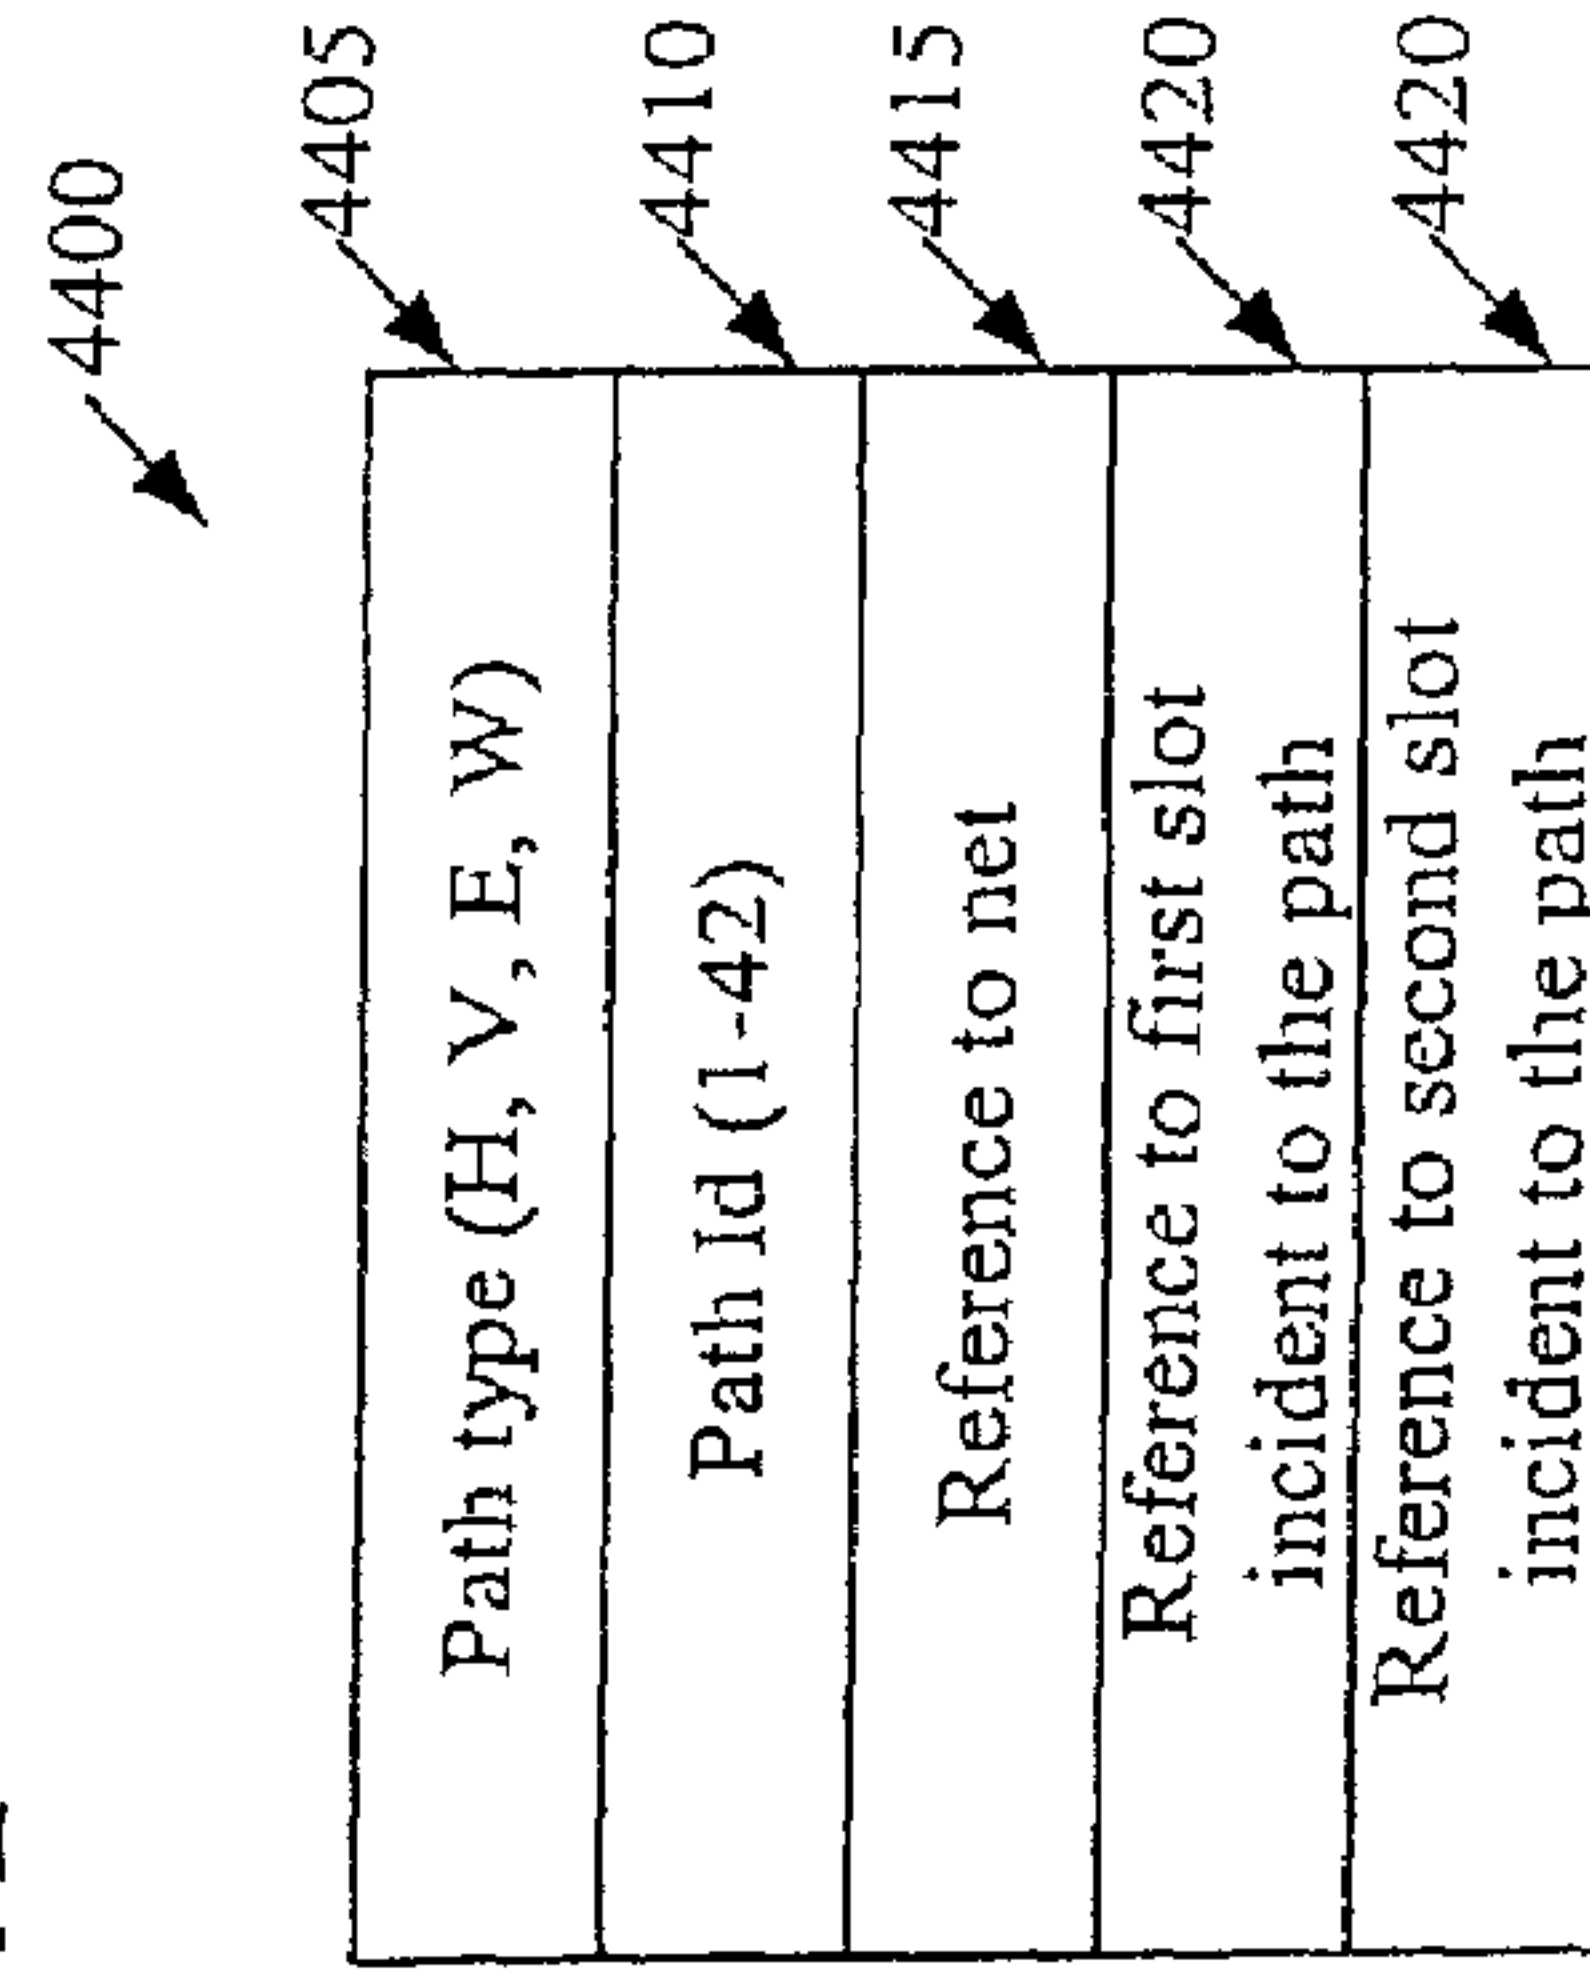 4400
Path type (H, V, E, W)
4405
Path Id (1-42)
4410
Reference to net
4415
Reference to first slot
incident to the path
4420
Reference to second slot
incident to the path
4420